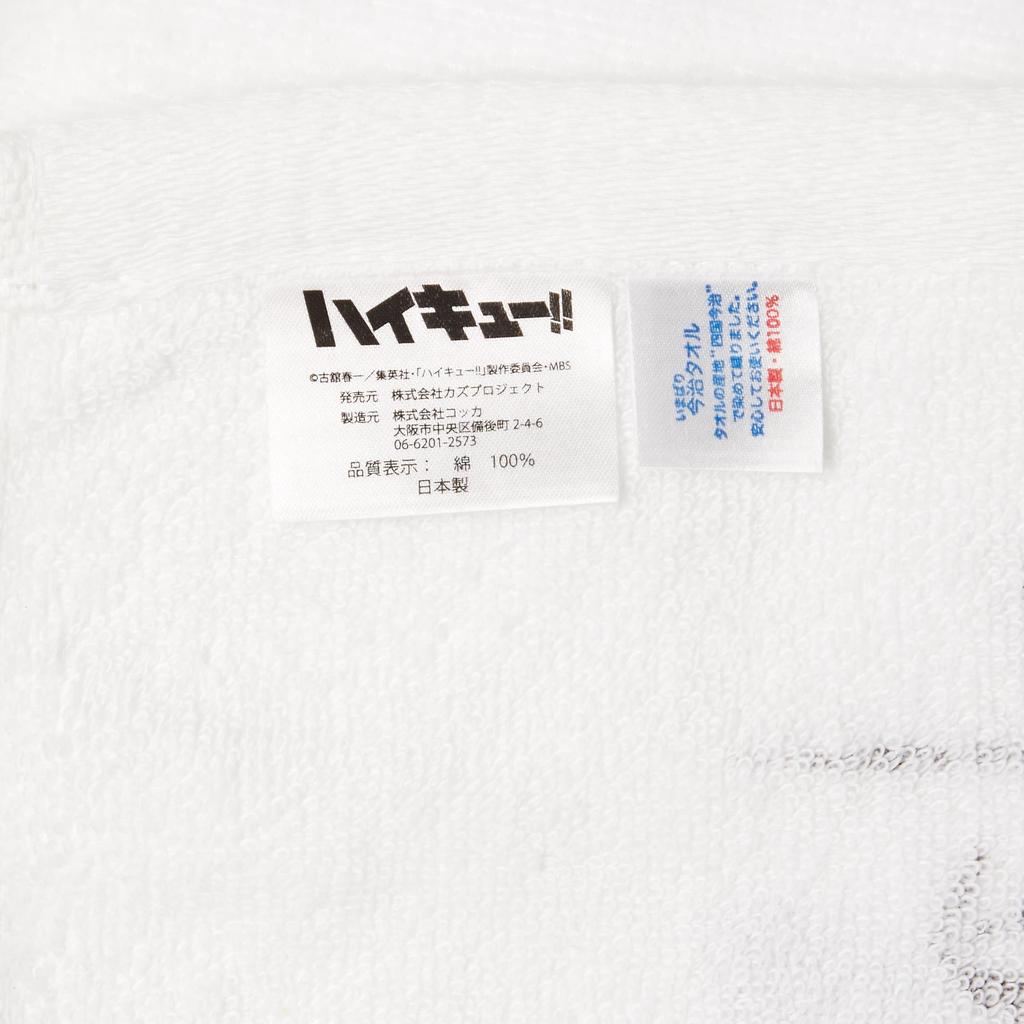 ハイキュー!!
©古舘春一／集英社・「ハイキュー!!」製作委員会・MBS
発売元　株式会社カズプロジェクト
製造元　株式会社コッカ
大阪市中央区備後町 2-4-6
06-6201-2573
品質表示：　綿　100%
日本製
いまばり
今治タオル
タオルの産地"四国今治"
で染めて織りました。
安心してお使いください。
日本製・綿100%